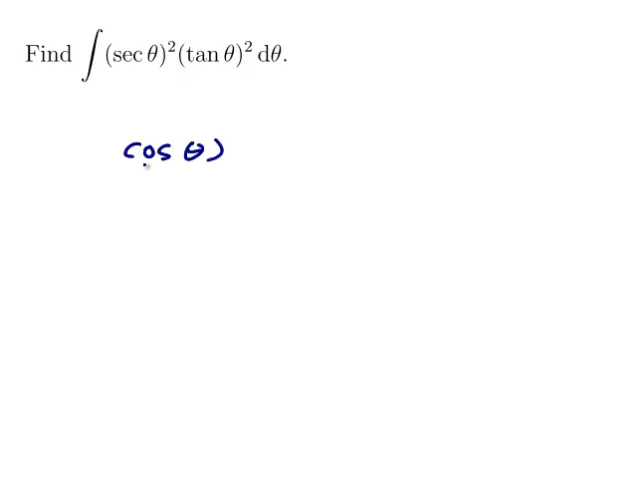 Find ∫(sec θ)²(tan θ)² dθ.
cos θ)